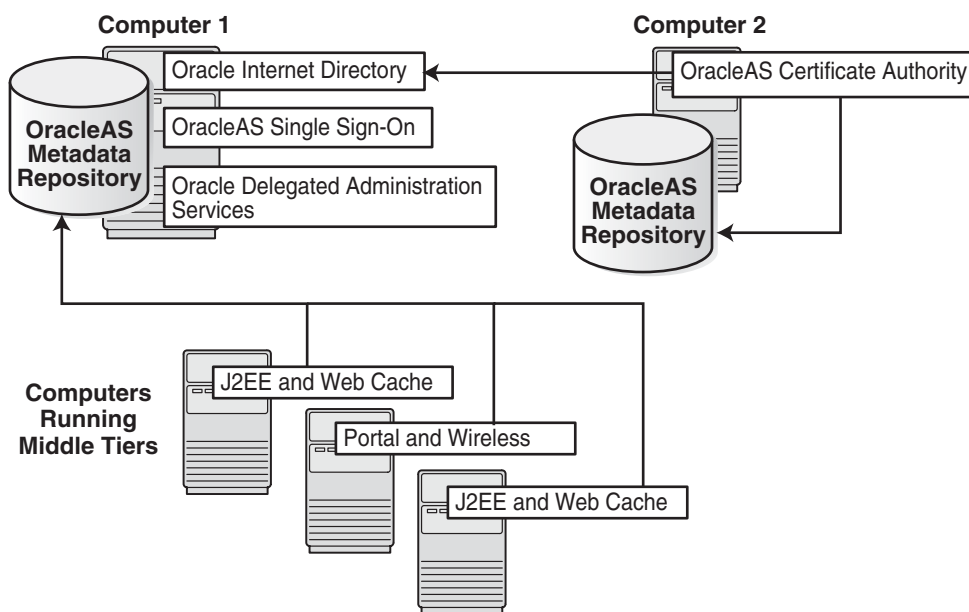 Computer 1
Computer 2
Oracle Internet Directory
OracleAS Certificate Authority
OracleAS
Metadata
Repository
OracleAS Single Sign-On
Oracle Delegated Administration
Services
OracleAS
Metadata
Repository
Computers
Running
Middle Tiers
J2EE and Web Cache
Portal and Wireless
J2EE and Web Cache